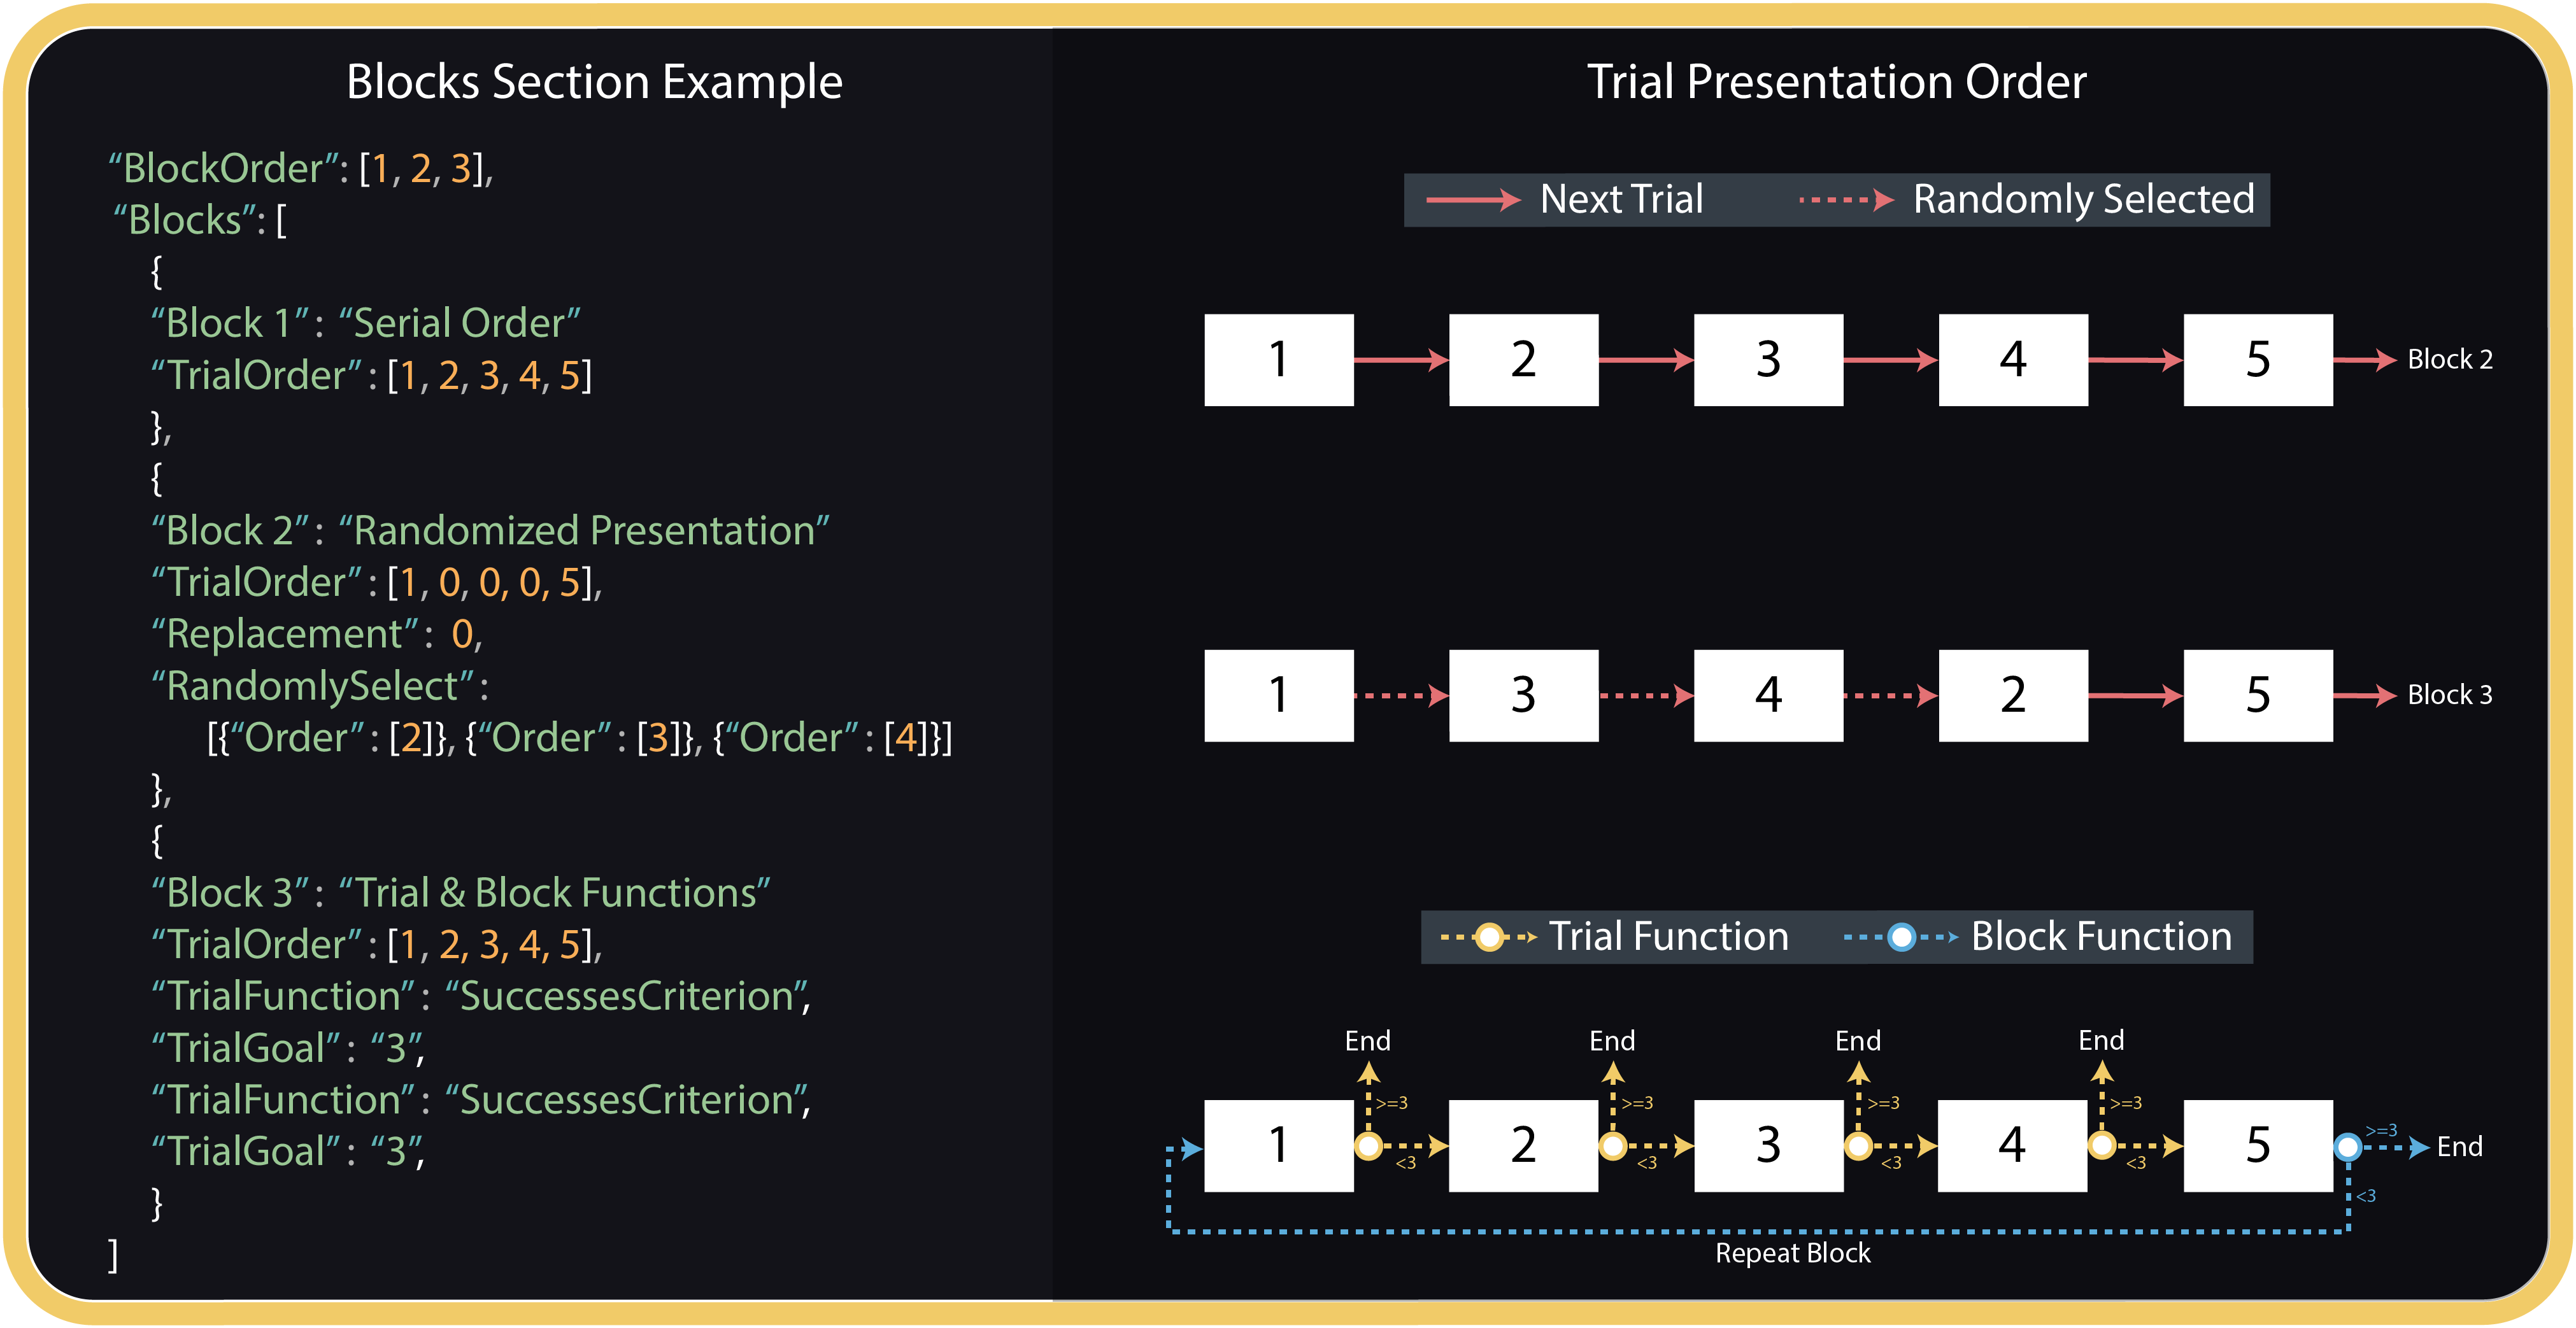 Blocks Section Example
“BlockOrder”: [1, 2, 3],
“Blocks”: [
{
“Block 1”: “Serial Order”
“TrialOrder”: [1, 2, 3, 4, 5]
},
{
“Block 2”: “Randomized Presentation”
“TrialOrder”: [1, 0, 0, 0, 5],
“Replacement”: 0,
“RandomlySelect”:
[{“Order”: [2]}, {“Order”: [3]}, {“Order”: [4]}]
},
{
“Block 3”: “Trial & Block Functions”
“TrialOrder”: [1, 2, 3, 4, 5],
“TrialFunction”: “SuccessesCriterion”,
“TrialGoal”: “3”,
“TrialFunction”: “SuccessesCriterion”,
“TrialGoal”: “3”,
}
]
Trial Presentation Order
Next Trial Randomly Selected
1 2 3 4 5 Block 2
1 3 4 2 5 Block 3
Trial Function Block Function
End End End End
>=3 >=3 >=3 >=3
1 2 3 4 5 >=3 End
<3 <3 <3 <3
<3
Repeat Block